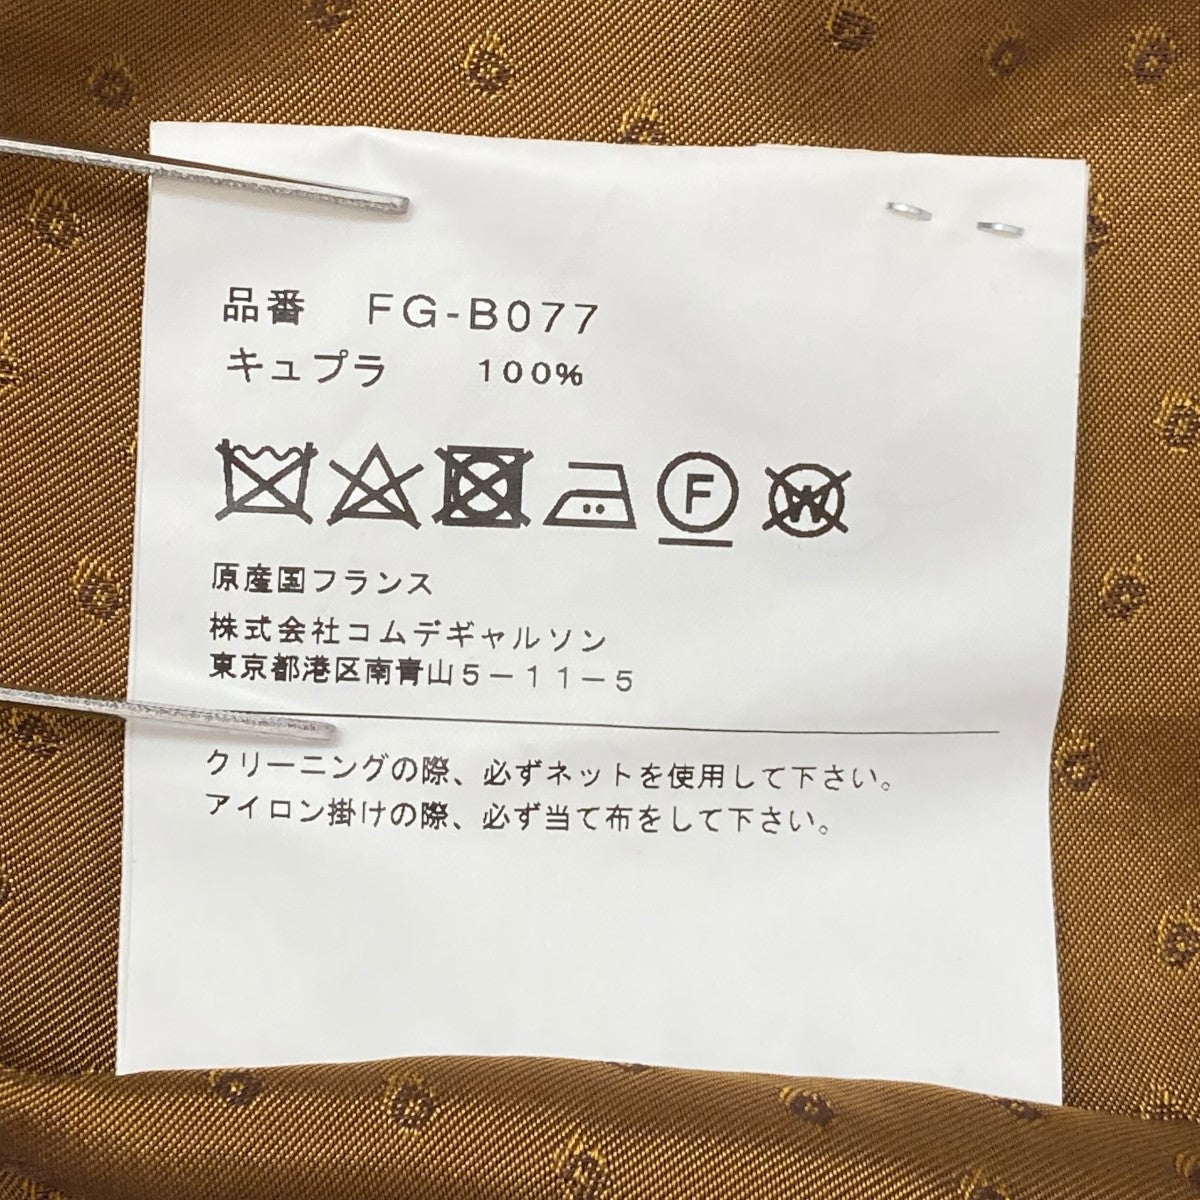 品番 FG-B077
キュプラ 100%
F W
原産国フランス
株式会社コムデギャルソン
東京都港区南青山5-11-5
クリーニングの際、必ずネットを使用して下さい。
アイロン掛けの際、必ず当て布をして下さい。